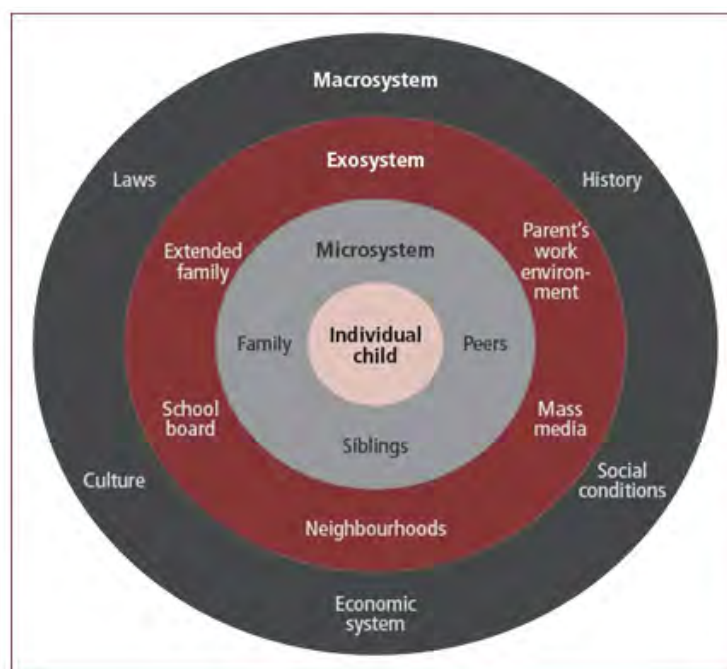 Macrosystem
Laws
History
Exosystem
Extended
family
Parent's
work
environ-
ment
Microsystem
Family
Individual
child
Peers
Siblings
School
board
Mass
media
Culture
Social
conditions
Neighbourhoods
Economic
system